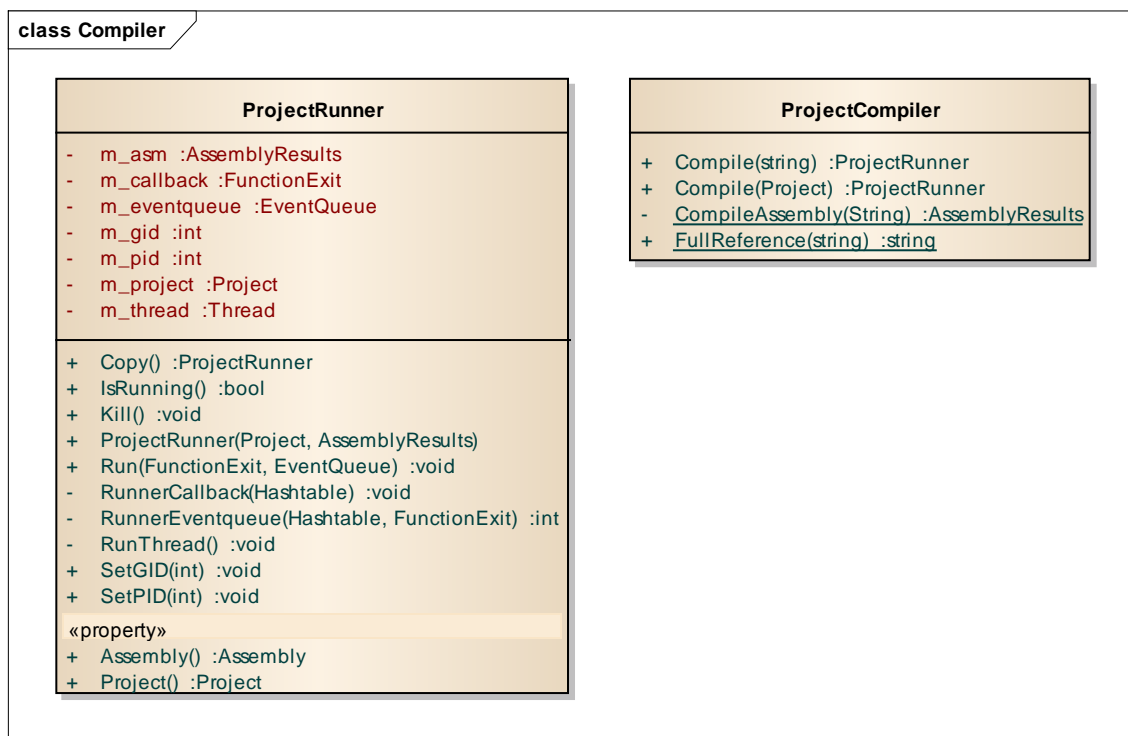 class Compiler
ProjectRunner
- m_asm :AssemblyResults
- m_callback :FunctionExit
- m_eventqueue :EventQueue
- m_gid :int
- m_pid :int
- m_project :Project
- m_thread :Thread
+ Copy() :ProjectRunner
+ IsRunning() :bool
+ Kill() :void
+ ProjectRunner(Project, AssemblyResults)
+ Run(FunctionExit, EventQueue) :void
- RunnerCallback(Hashtable) :void
- RunnerEventqueue(Hashtable, FunctionExit) :int
- RunThread() :void
+ SetGID(int) :void
+ SetPID(int) :void
«property»
+ Assembly() :Assembly
+ Project() :Project
ProjectCompiler
+ Compile(string) :ProjectRunner
+ Compile(Project) :ProjectRunner
- CompileAssembly(String) :AssemblyResults
+ FullReference(string) :string